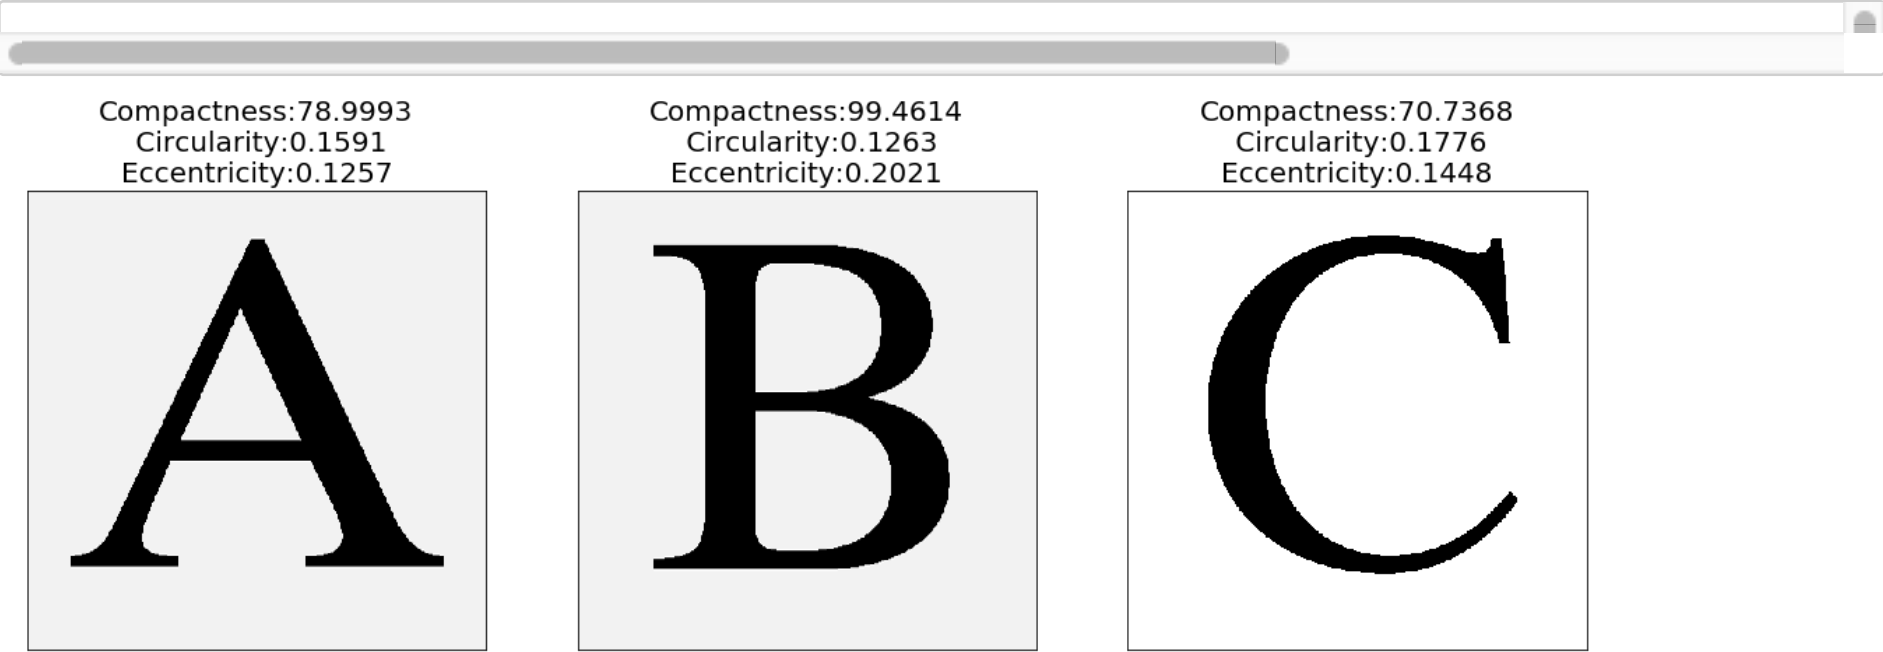 Compactness:78.9993
Circularity:0.1591
Eccentricity:0.1257
A
Compactness:99.4614
Circularity:0.1263
Eccentricity:0.2021
B
Compactness:70.7368
Circularity:0.1776
Eccentricity:0.1448
C